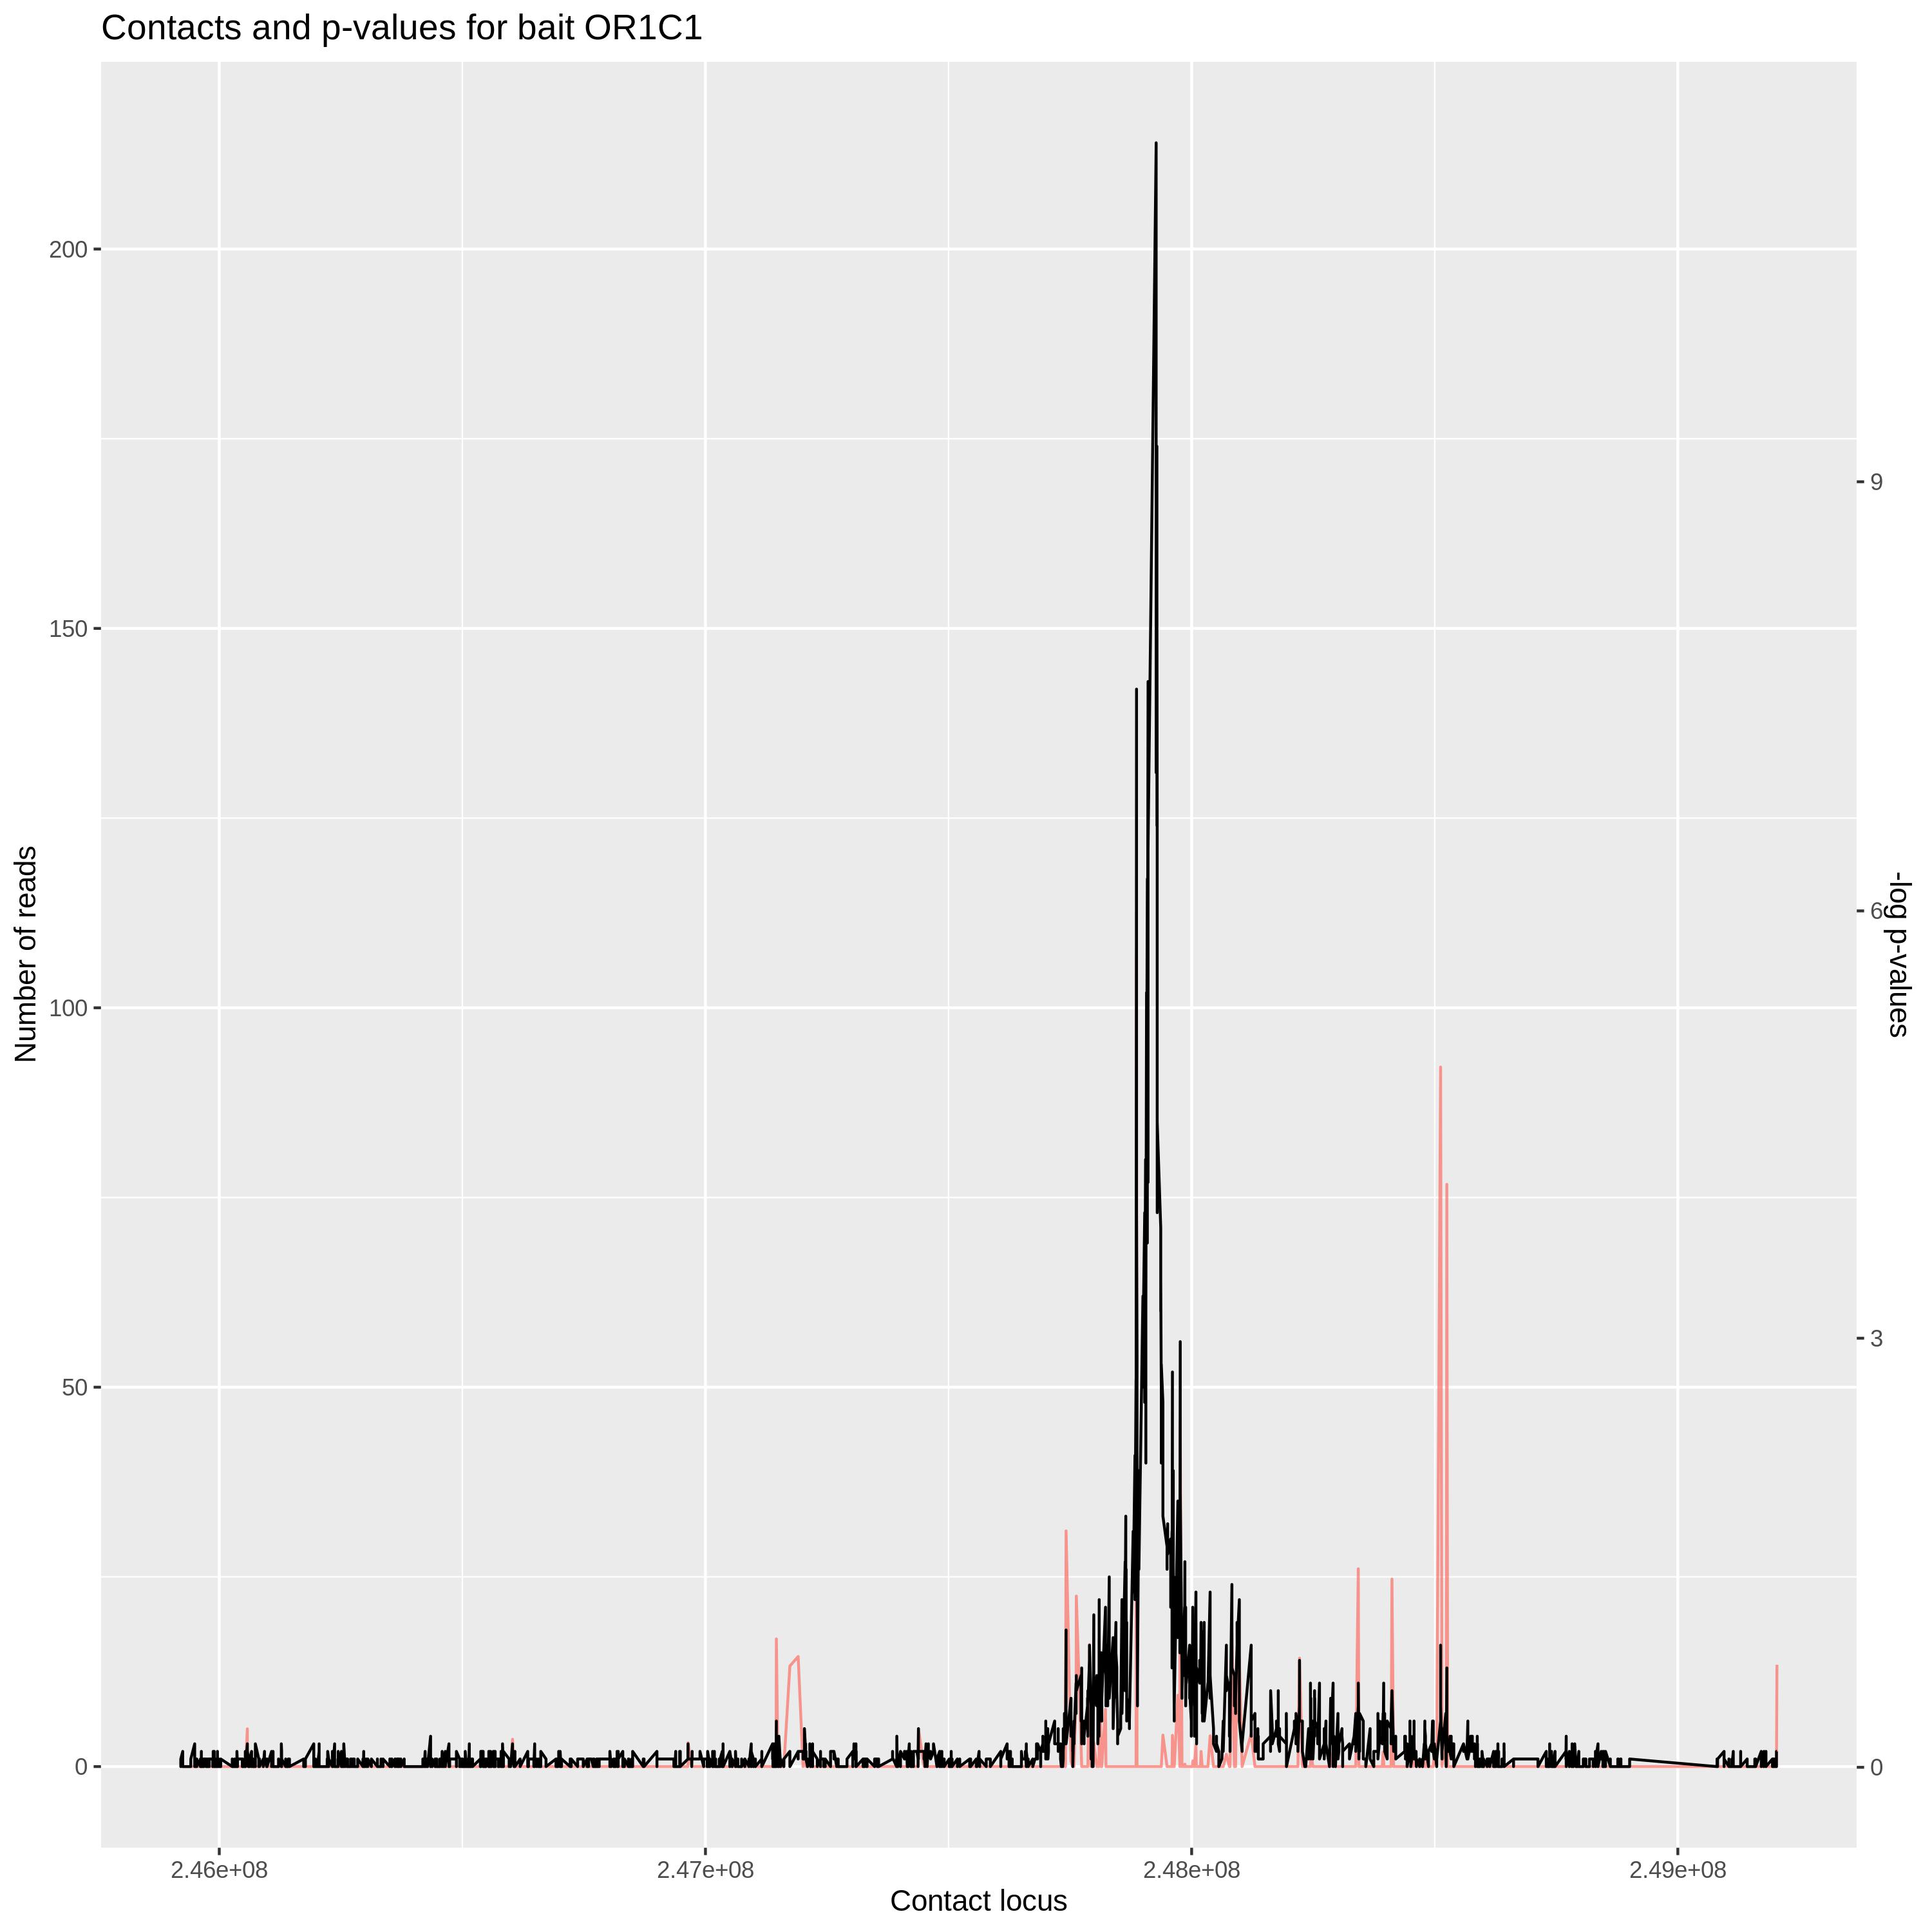 Contacts and p-values for bait OR1C1
Number of reads
200
150
100
50
0
9
6
3
0
-log p-values
2.46e+08
2.47e+08
2.48e+08
2.49e+08
Contact locus